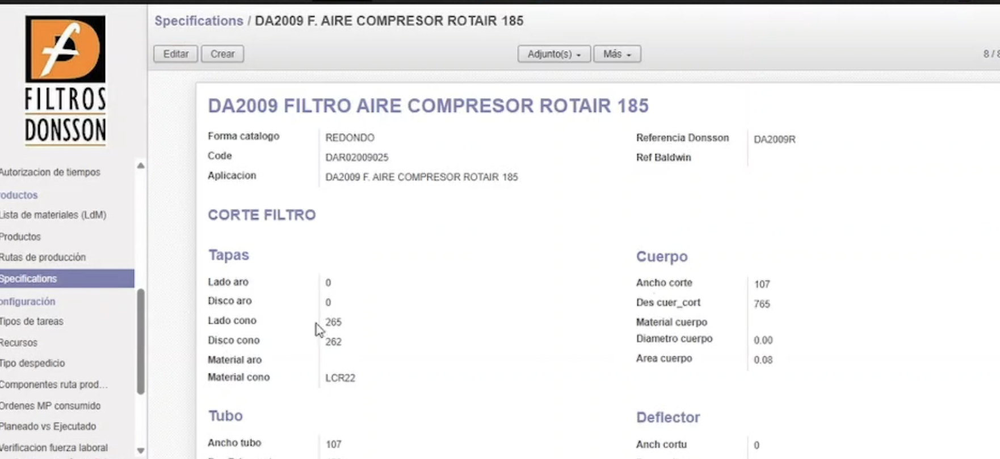 FILTROS
DONSSON
Autorizacion de tiempos
oductos
Lista de materiales (LdM)
Productos
Rutas de producción
Specifications
onfiguración
Tipos de tareas
Recursos
Tipo despedicio
Componentes ruta prod...
Ordenes MP consumido
Planeado vs Ejecutado
Verificacion fuerza laboral
Specifications / DA2009 F. AIRE COMPRESOR ROTAIR 185
Editar Crear Adjunto(s) Más 8 / 8
DA2009 FILTRO AIRE COMPRESOR ROTAIR 185
Forma catalogo REDONDO
Code DAR02009025
Aplicacion DA2009 F. AIRE COMPRESOR ROTAIR 185
Referencia Donsson DA2009R
Ref Baldwin
CORTE FILTRO
Tapas
Lado aro 0
Disco aro 0
Lado cono 265
Disco cono 262
Material aro
Material cono LCR22
Cuerpo
Ancho corte 107
Des cuer_cort 765
Material cuerpo
Diametro cuerpo 0.00
Area cuerpo 0.08
Tubo
Ancho tubo 107
Deflector
Anch cortu 0